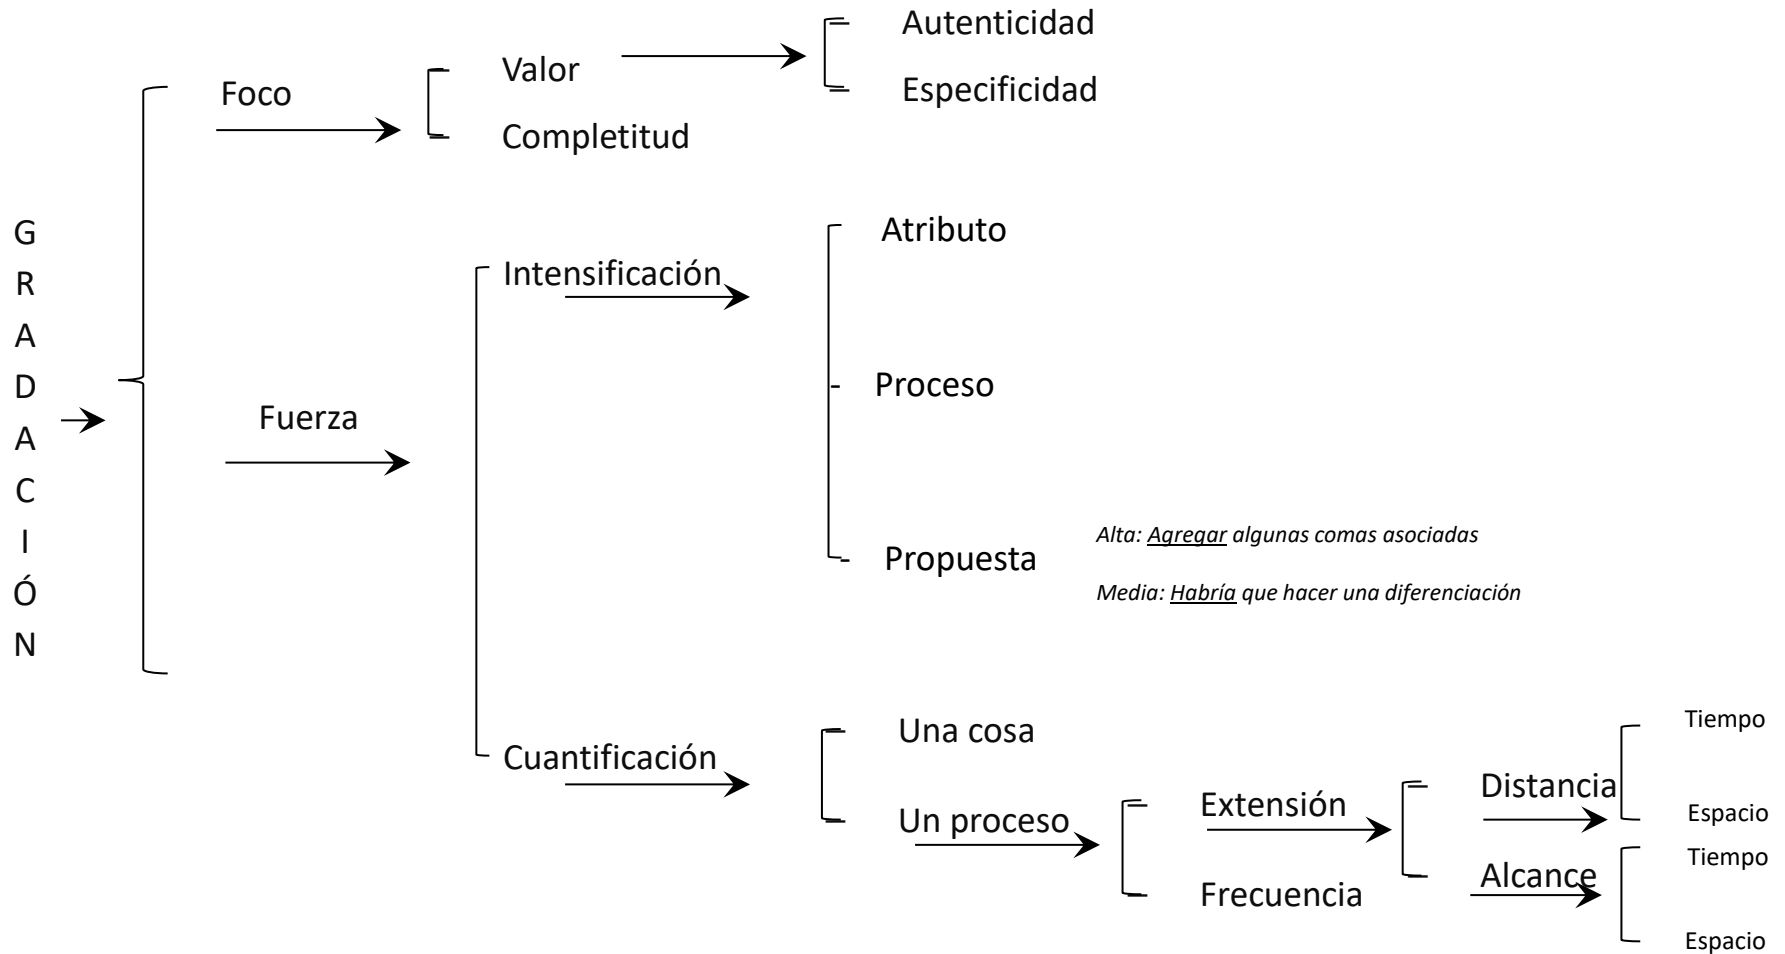 GRADACIÓN
Foco
Valor
Completitud
Autenticidad
Especificidad
Fuerza
Intensificación
Atributo
Proceso
Propuesta
Alta: Agregar algunas comas asociadas
Media: Habría que hacer una diferenciación
Cuantificación
Una cosa
Un proceso
Extensión
Frecuencia
Distancia
Tiempo
Espacio
Alcance
Tiempo
Espacio